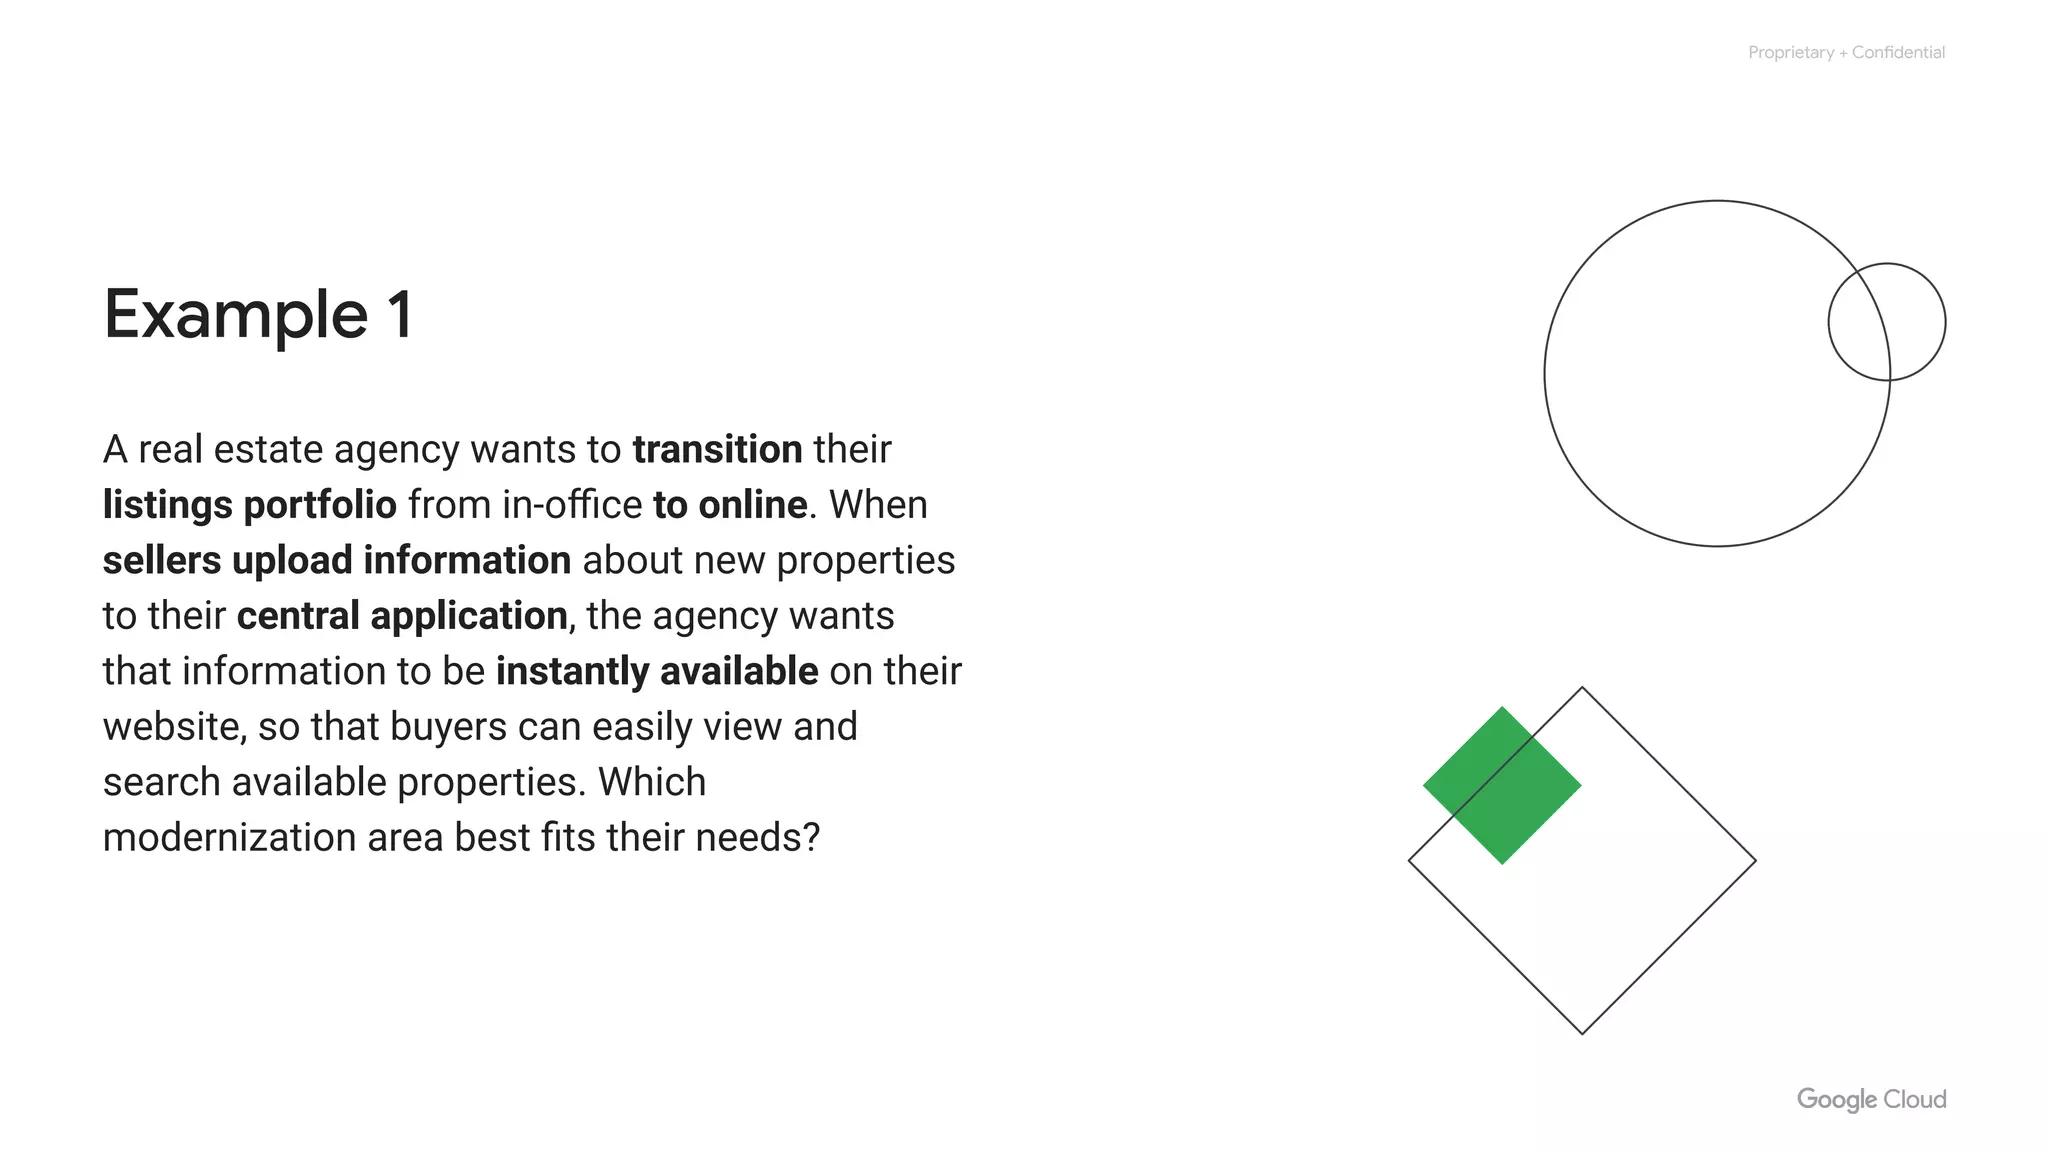 Proprietary + Confidential
Example 1
A real estate agency wants to transition their
listings portfolio from in-office to online. When
sellers upload information about new properties
to their central application, the agency wants
that information to be instantly available on their
website, so that buyers can easily view and
search available properties. Which
modernization area best fits their needs?
Google Cloud